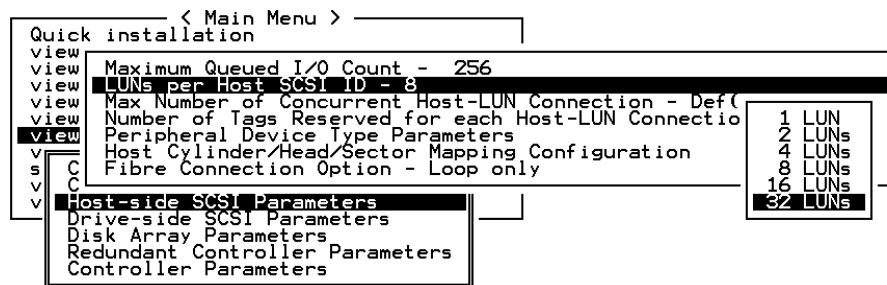 < Main Menu >
Quick installation
view
view
view
view
view
view
v
s
v
v
Maximum Queued I/O Count - 256
LUNs per Host SCSI ID - 8
Max Number of Concurrent Host-LUN Connection - Def(
Number of Tags Reserved for each Host-LUN Connectio
Peripheral Device Type Parameters
Host Cylinder/Head/Sector Mapping Configuration
Fibre Connection Option - Loop only
1 LUN
2 LUNs
4 LUNs
8 LUNs
16 LUNs
32 LUNs
C
C
Host-side SCSI Parameters
Drive-side SCSI Parameters
Disk Array Parameters
Redundant Controller Parameters
Controller Parameters